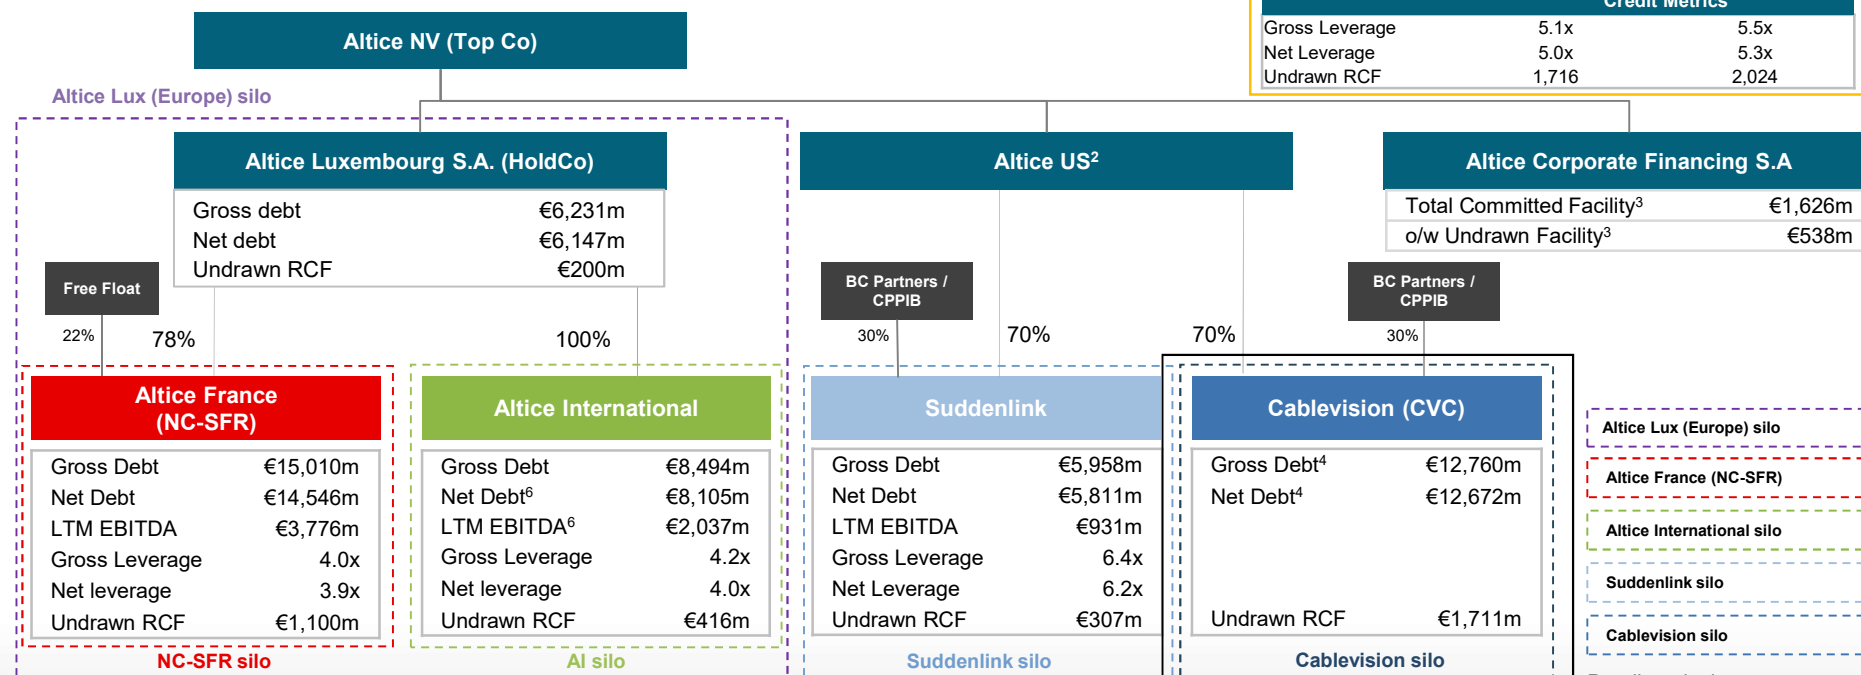 Credit Metrics
Gross Leverage 5.1x 5.5x
Net Leverage 5.0x 5.3x
Undrawn RCF 1,716 2,024
Altice NV (Top Co)
Altice Lux (Europe) silo
Altice Luxembourg S.A. (HoldCo)
Gross debt €6,231m
Net debt €6,147m
Undrawn RCF €200m
Altice US²
Altice Corporate Financing S.A
Total Committed Facility³ €1,626m
o/w Undrawn Facility³ €538m
Free Float
22%
78%
100%
BC Partners /
CPPIB
30%
70%
70%
BC Partners /
CPPIB
30%
Altice France
(NC-SFR)
Gross Debt €15,010m
Net Debt €14,546m
LTM EBITDA €3,776m
Gross Leverage 4.0x
Net leverage 3.9x
Undrawn RCF €1,100m
NC-SFR silo
Altice International
Gross Debt €8,494m
Net Debt⁶ €8,105m
LTM EBITDA⁶ €2,037m
Gross Leverage 4.2x
Net leverage 4.0x
Undrawn RCF €416m
AI silo
Suddenlink
Gross Debt €5,958m
Net Debt €5,811m
LTM EBITDA €931m
Gross Leverage 6.4x
Net Leverage 6.2x
Undrawn RCF €307m
Suddenlink silo
Cablevision (CVC)
Gross Debt⁴ €12,760m
Net Debt⁴ €12,672m
Undrawn RCF €1,711m
Cablevision silo
Altice Lux (Europe) silo
Altice France (NC-SFR)
Altice International silo
Suddenlink silo
Cablevision silo